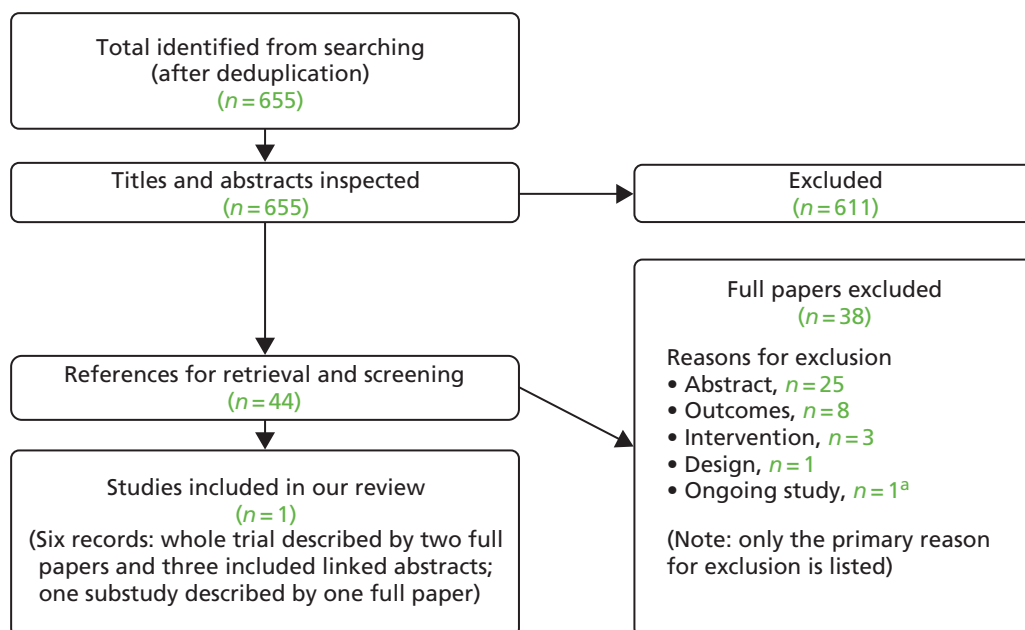 Total identified from searching
(after deduplication)
(n = 655)
Titles and abstracts inspected
(n = 655)
Excluded
(n = 611)
References for retrieval and screening
(n = 44)
Full papers excluded
(n = 38)
Reasons for exclusion
• Abstract, n = 25
• Outcomes, n = 8
• Intervention, n = 3
• Design, n = 1
• Ongoing study, n = 1ᵃ
(Note: only the primary reason
for exclusion is listed)
Studies included in our review
(n = 1)
(Six records: whole trial described by two full
papers and three included linked abstracts;
one substudy described by one full paper)